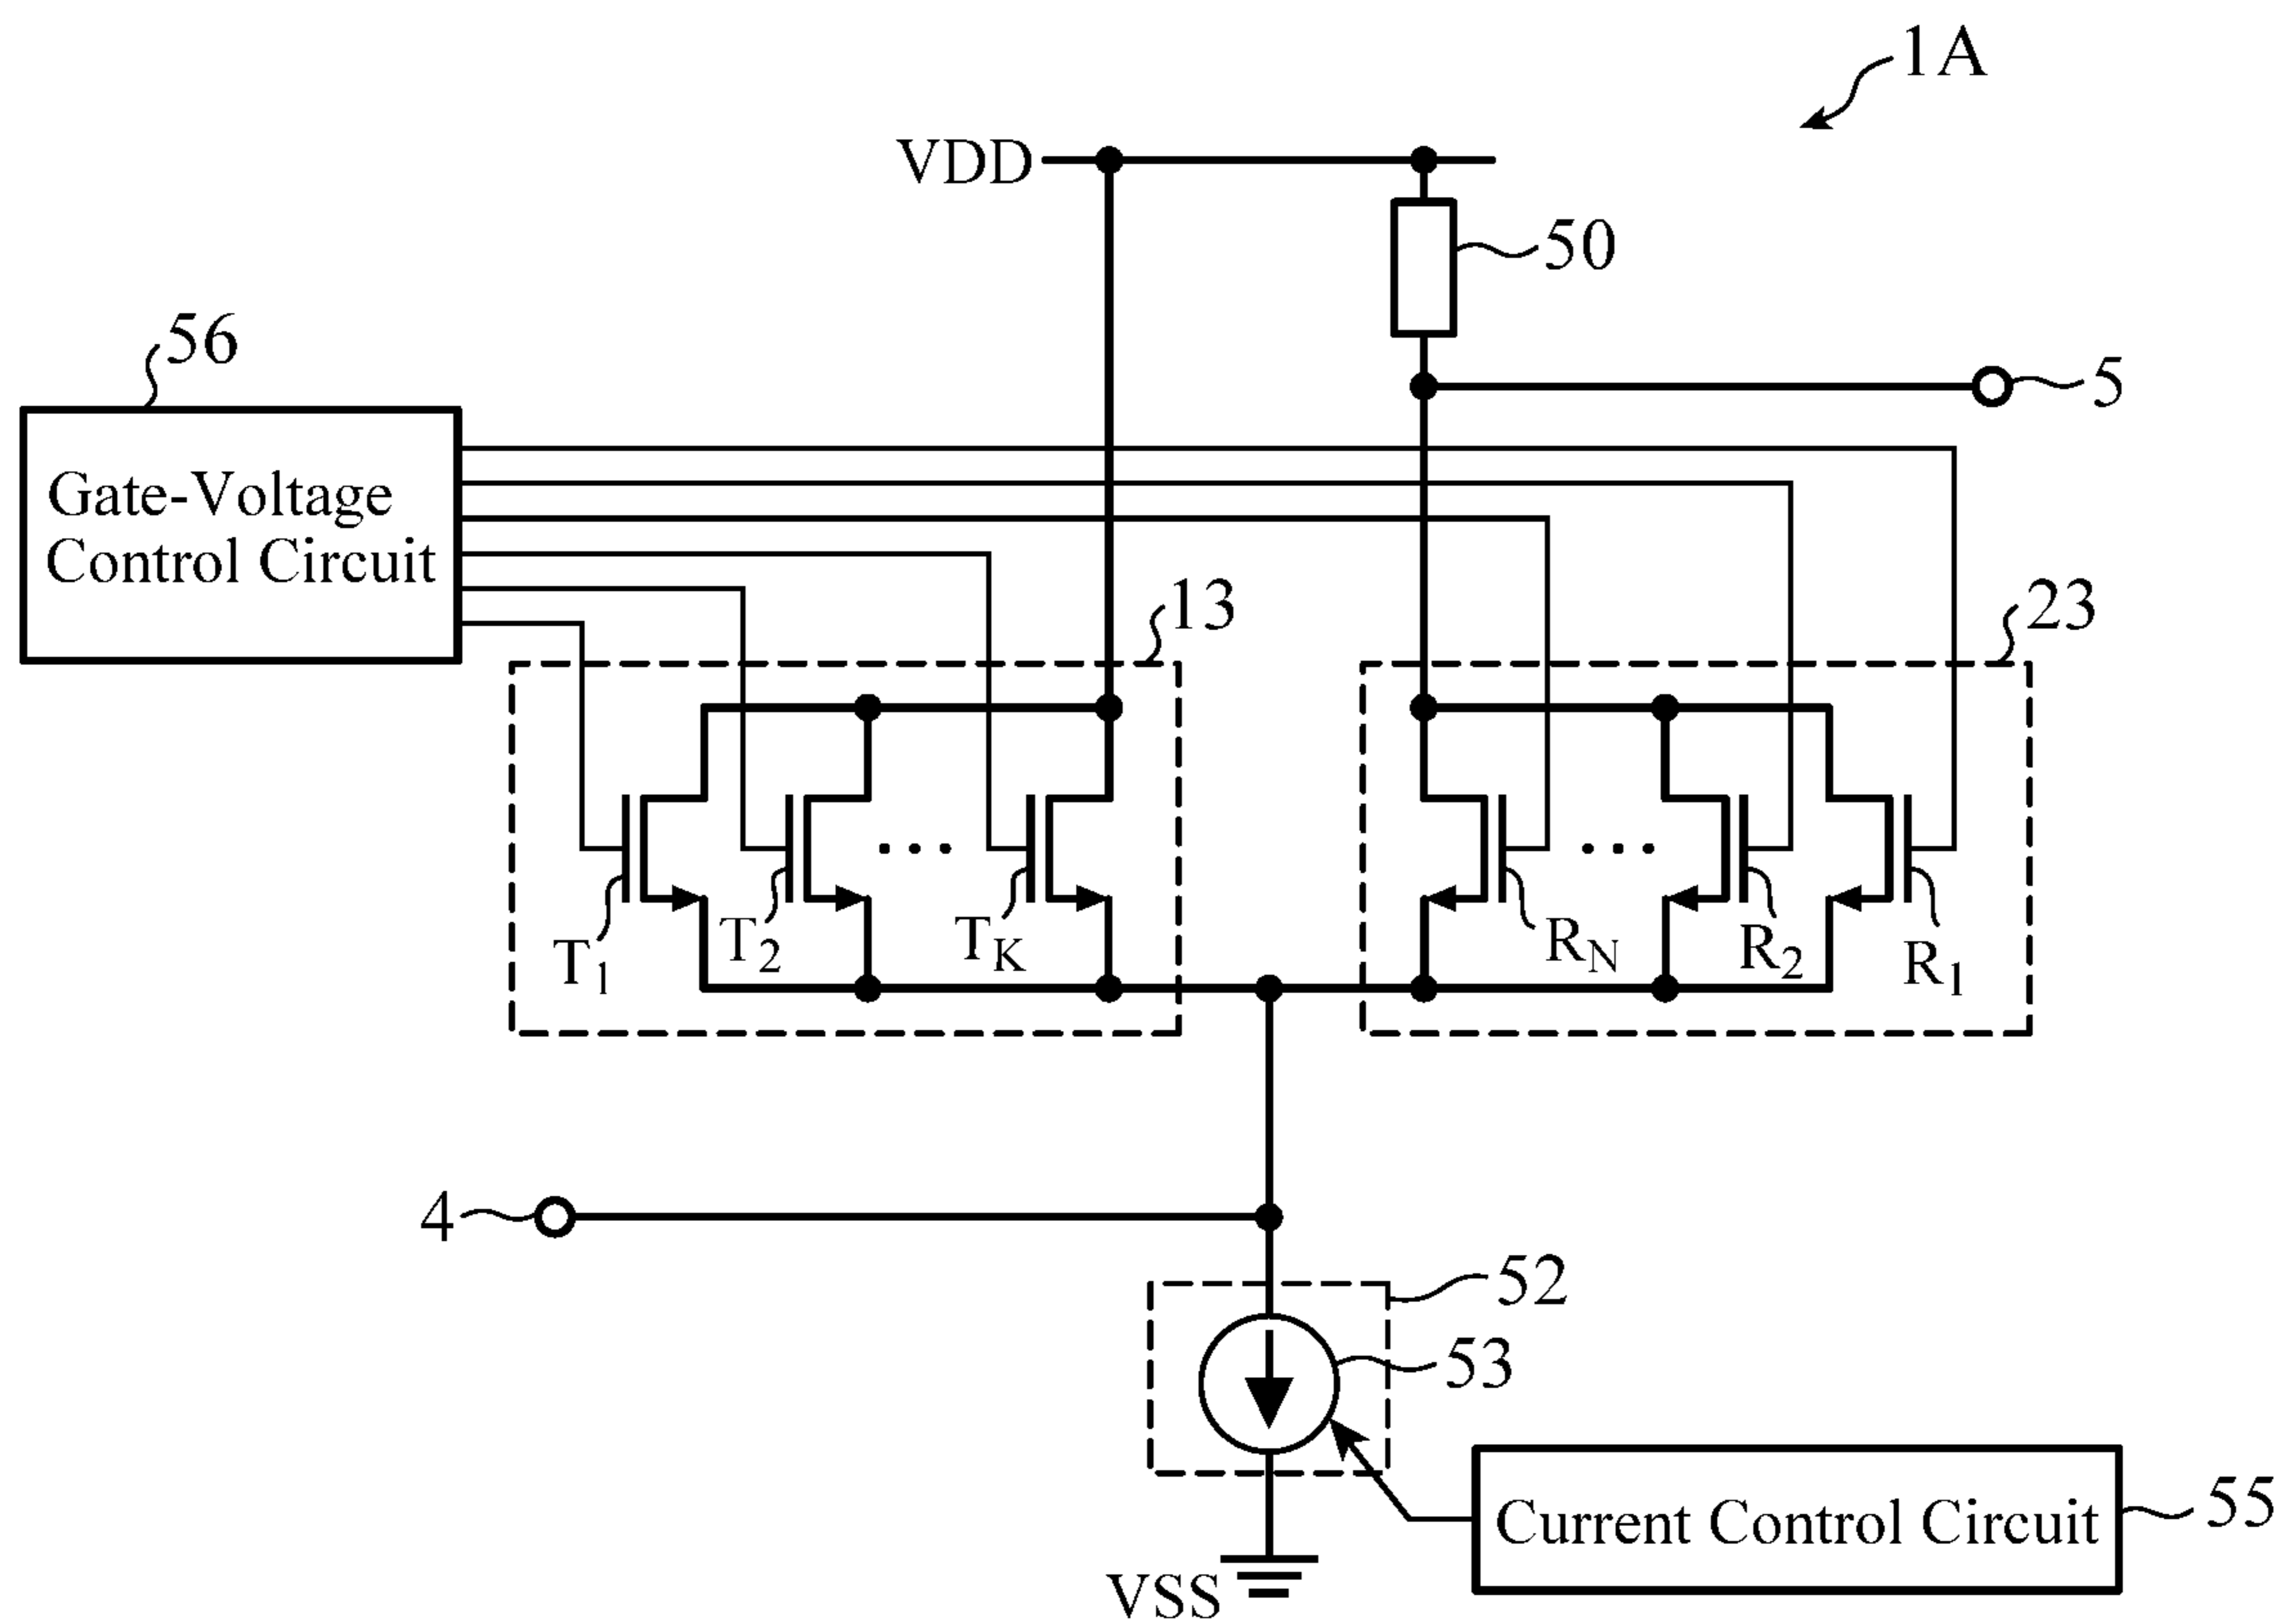 1A
VDD
50
56
5
Gate-Voltage
Control Circuit
13
23
T1
T2
TK
RN
R2
R1
4
52
53
Current Control Circuit
55
VSS